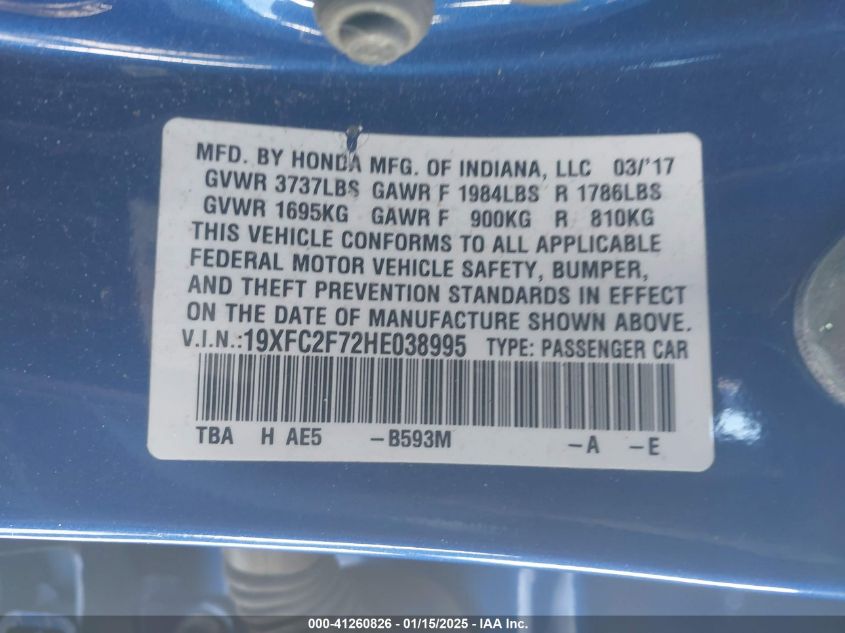 MFD. BY HONDA MFG. OF INDIANA, LLC 03/'17
GVWR 3737LBS GAWR F 1984LBS R 1786LBS
GVWR 1695KG GAWR F 900KG R 810KG
THIS VEHICLE CONFORMS TO ALL APPLICABLE
FEDERAL MOTOR VEHICLE SAFETY, BUMPER,
AND THEFT PREVENTION STANDARDS IN EFFECT
ON THE DATE OF MANUFACTURE SHOWN ABOVE.
V.I.N.:19XFC2F72HE038995 TYPE: PASSENGER CAR
TBA H AE5 -B593M -A -E
000-41260826 - 01/15/2025 - IAA Inc.